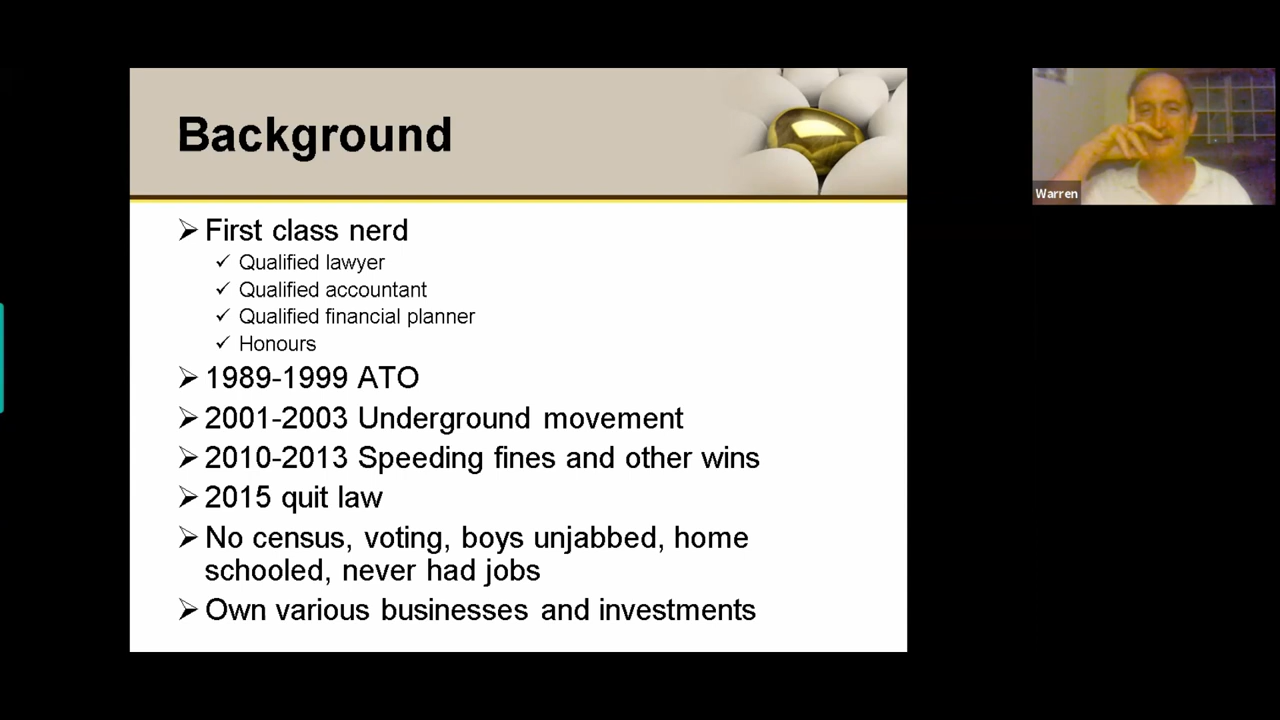 Background
First class nerd
Qualified lawyer
Qualified accountant
Qualified financial planner
Honours
1989-1999 ATO
2001-2003 Underground movement
2010-2013 Speeding fines and other wins
2015 quit law
No census, voting, boys unjabbed, home
schooled, never had jobs
Own various businesses and investments
Warren